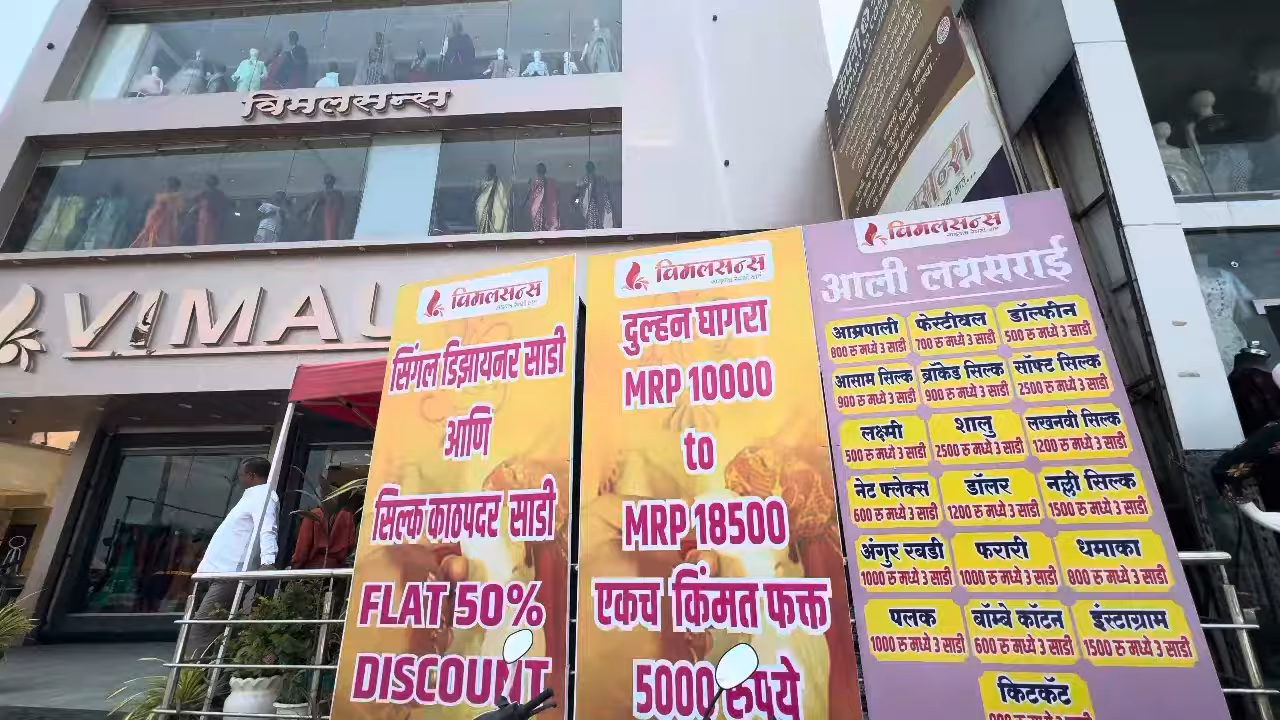 विमलसन्स
VIMAL
विमलसन्स
सिंगल डिझायनर साडी
आणि
सिल्क काठपदर साडी
FLAT 50%
DISCOUNT
विमलसन्स
दुल्हन घागरा
MRP 10000
to
MRP 18500
एकच किंमत फक्त
5000 रुपये
विमलसन्स
आली लग्नसराई
आम्रपाली
800 रु मध्ये 3 साडी
फेस्टीवल
700 रु मध्ये 3 साडी
डॉल्फीन
500 रु मध्ये 3 साडी
आसाम सिल्क
900 रु मध्ये 3 साडी
ब्रॉकेड सिल्क
900 रु मध्ये 3 साडी
सॉफ्ट सिल्क
2500 रु मध्ये 3 साडी
लक्ष्मी
500 रु मध्ये 3 साडी
शालु
2500 रु मध्ये 3 साडी
लखनवी सिल्क
1200 रु मध्ये 3 साडी
नेट फ्लेक्स
600 रु मध्ये 3 साडी
डॉलर
1200 रु मध्ये 3 साडी
नल्ली सिल्क
1500 रु मध्ये 3 साडी
अंगुर रबडी
1000 रु मध्ये 3 साडी
फरारी
1000 रु मध्ये 3 साडी
धमाका
800 रु मध्ये 3 साडी
पलक
1000 रु मध्ये 3 साडी
बॉम्बे कॉटन
600 रु मध्ये 3 साडी
इंस्टाग्राम
1500 रु मध्ये 3 साडी
किटकॅट